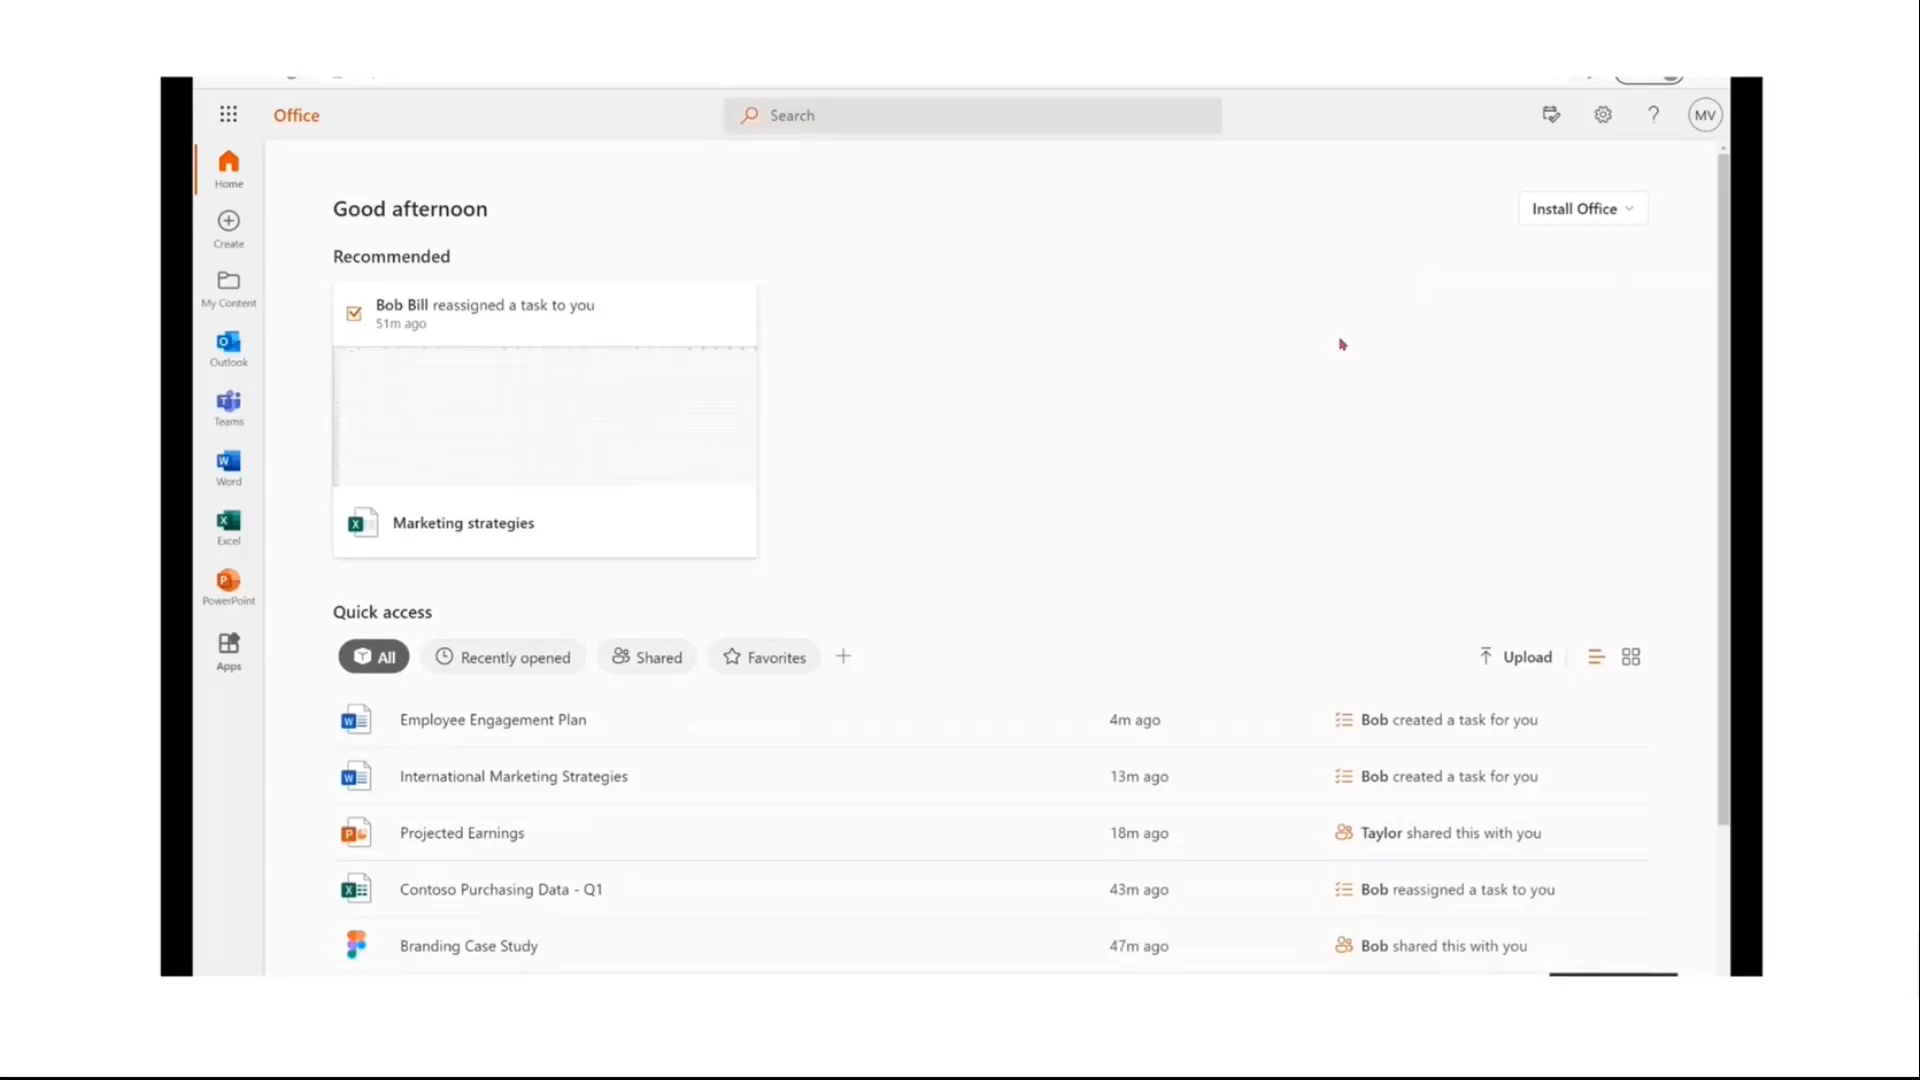 Office
Search
MV
Home
Create
My Content
Outlook
Teams
Word
Excel
PowerPoint
Apps
Good afternoon
Install Office
Recommended
Bob Bill reassigned a task to you
51m ago
Marketing strategies
Quick access
All
Recently opened
Shared
Favorites
Upload
Employee Engagement Plan
4m ago
Bob created a task for you
International Marketing Strategies
13m ago
Bob created a task for you
Projected Earnings
18m ago
Taylor shared this with you
Contoso Purchasing Data - Q1
43m ago
Bob reassigned a task to you
Branding Case Study
47m ago
Bob shared this with you